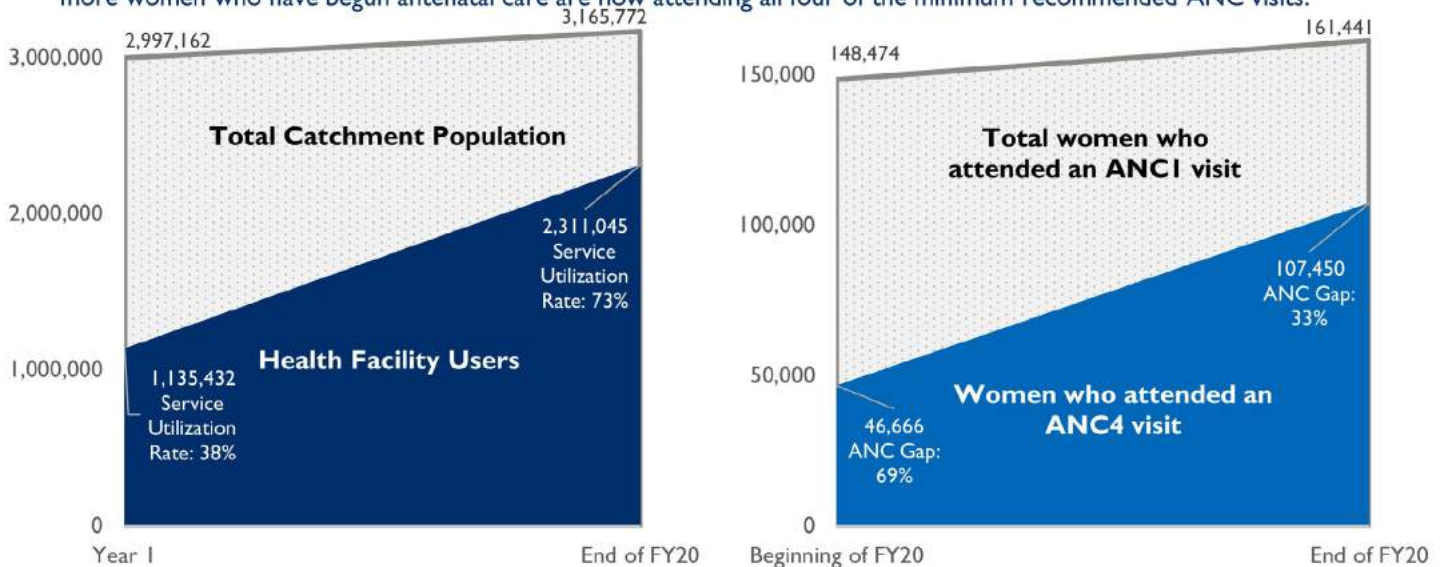 more women who have begun antenatal care are now attending all four of the minimum recommended ANC visits.
3,165,772
2,997,162
3,000,000
Total Catchment Population
2,000,000
2,311,045
Service
Utilization
Rate: 73%
Health Facility Users
1,000,000
1,135,432
Service
Utilization
Rate: 38%
0
Year 1
End of FY20
161,441
148,474
150,000
Total women who
attended an ANC1 visit
100,000
107,450
ANC Gap:
33%
50,000
Women who attended an
ANC4 visit
46,666
ANC Gap:
69%
0
Beginning of FY20
End of FY20